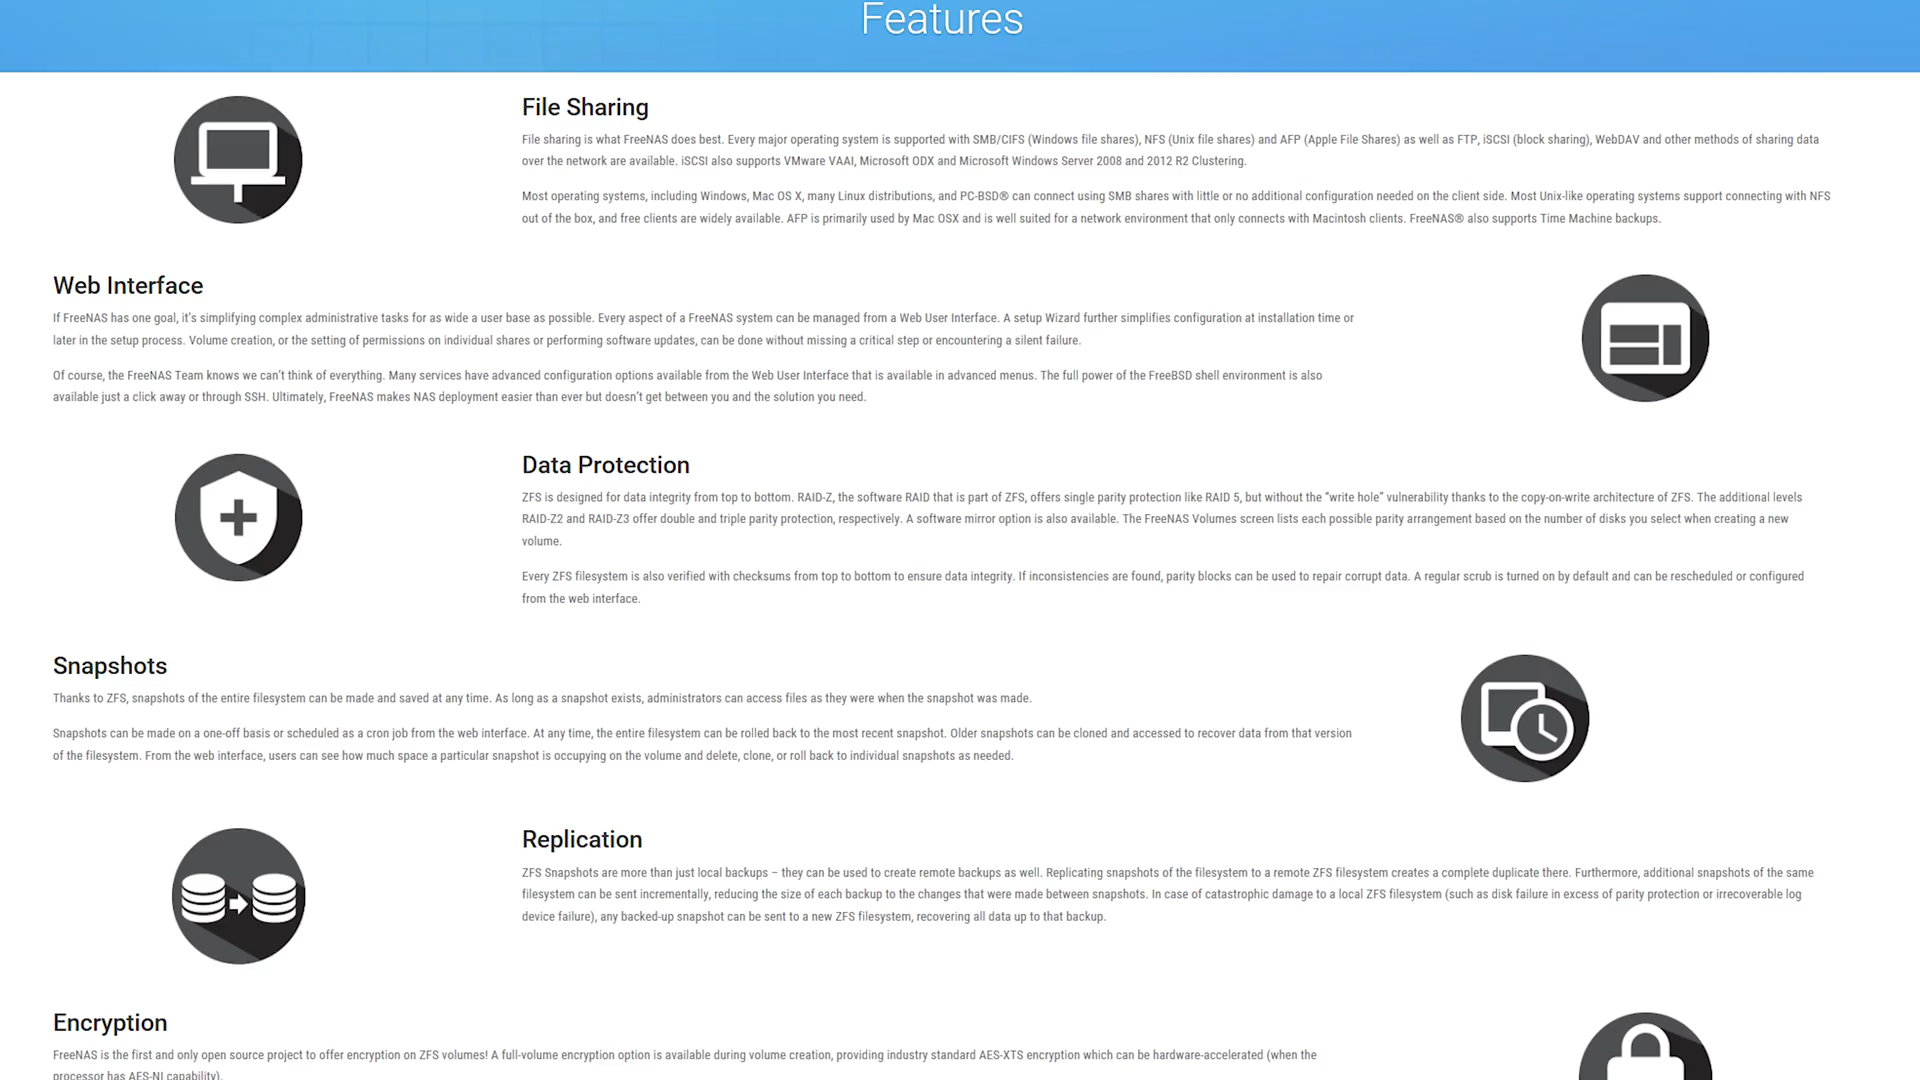 Features
File Sharing
File sharing is what FreeNAS does best. Every major operating system is supported with SMB/CIFS (Windows file shares), NFS (Unix file shares) and AFP (Apple File Shares) as well as FTP, iSCSI (block sharing), WebDAV and other methods of sharing data
over the network are available. iSCSI also supports VMware VAAI, Microsoft ODX and Microsoft Windows Server 2008 and 2012 R2 Clustering.
Most operating systems, including Windows, Mac OS X, many Linux distributions, and PC-BSD® can connect using SMB shares with little or no additional configuration needed on the client side. Most Unix-like operating systems support connecting with NFS
out of the box, and free clients are widely available. AFP is primarily used by Mac OSX and is well suited for a network environment that only connects with Macintosh clients. FreeNAS® also supports Time Machine backups.
Web Interface
If FreeNAS has one goal, it’s simplifying complex administrative tasks for as wide a user base as possible. Every aspect of a FreeNAS system can be managed from a Web User Interface. A setup Wizard further simplifies configuration at installation time or
later in the setup process. Volume creation, or the setting of permissions on individual shares or performing software updates, can be done without missing a critical step or encountering a silent failure.
Of course, the FreeNAS Team knows we can’t think of everything. Many services have advanced configuration options available from the Web User Interface that is available in advanced menus. The full power of the FreeBSD shell environment is also
available just a click away or through SSH. Ultimately, FreeNAS makes NAS deployment easier than ever but doesn’t get between you and the solution you need.
Data Protection
ZFS is designed for data integrity from top to bottom. RAID-Z, the software RAID that is part of ZFS, offers single parity protection like RAID 5, but without the “write hole” vulnerability thanks to the copy-on-write architecture of ZFS. The additional levels
RAID-Z2 and RAID-Z3 offer double and triple parity protection, respectively. A software mirror option is also available. The FreeNAS Volumes screen lists each possible parity arrangement based on the number of disks you select when creating a new
volume.
Every ZFS filesystem is also verified with checksums from top to bottom to ensure data integrity. If inconsistencies are found, parity blocks can be used to repair corrupt data. A regular scrub is turned on by default and can be rescheduled or configured
from the web interface.
Snapshots
Thanks to ZFS, snapshots of the entire filesystem can be made and saved at any time. As long as a snapshot exists, administrators can access files as they were when the snapshot was made.
Snapshots can be made on a one-off basis or scheduled as a cron job from the web interface. At any time, the entire filesystem can be rolled back to the most recent snapshot. Older snapshots can be cloned and accessed to recover data from that version
of the filesystem. From the web interface, users can see how much space a particular snapshot is occupying on the volume and delete, clone, or roll back to individual snapshots as needed.
Replication
ZFS Snapshots are more than just local backups – they can be used to create remote backups as well. Replicating snapshots of the filesystem to a remote ZFS filesystem creates a complete duplicate there. Furthermore, additional snapshots of the same
filesystem can be sent incrementally, reducing the size of each backup to the changes that were made between snapshots. In case of catastrophic damage to a local ZFS filesystem (such as disk failure in excess of parity protection or irrecoverable log
device failure), any backed-up snapshot can be sent to a new ZFS filesystem, recovering all data up to that backup.
Encryption
FreeNAS is the first and only open source project to offer encryption on ZFS volumes! A full-volume encryption option is available during volume creation, providing industry standard AES-XTS encryption which can be hardware-accelerated (when the
processor has AES-NI capability).